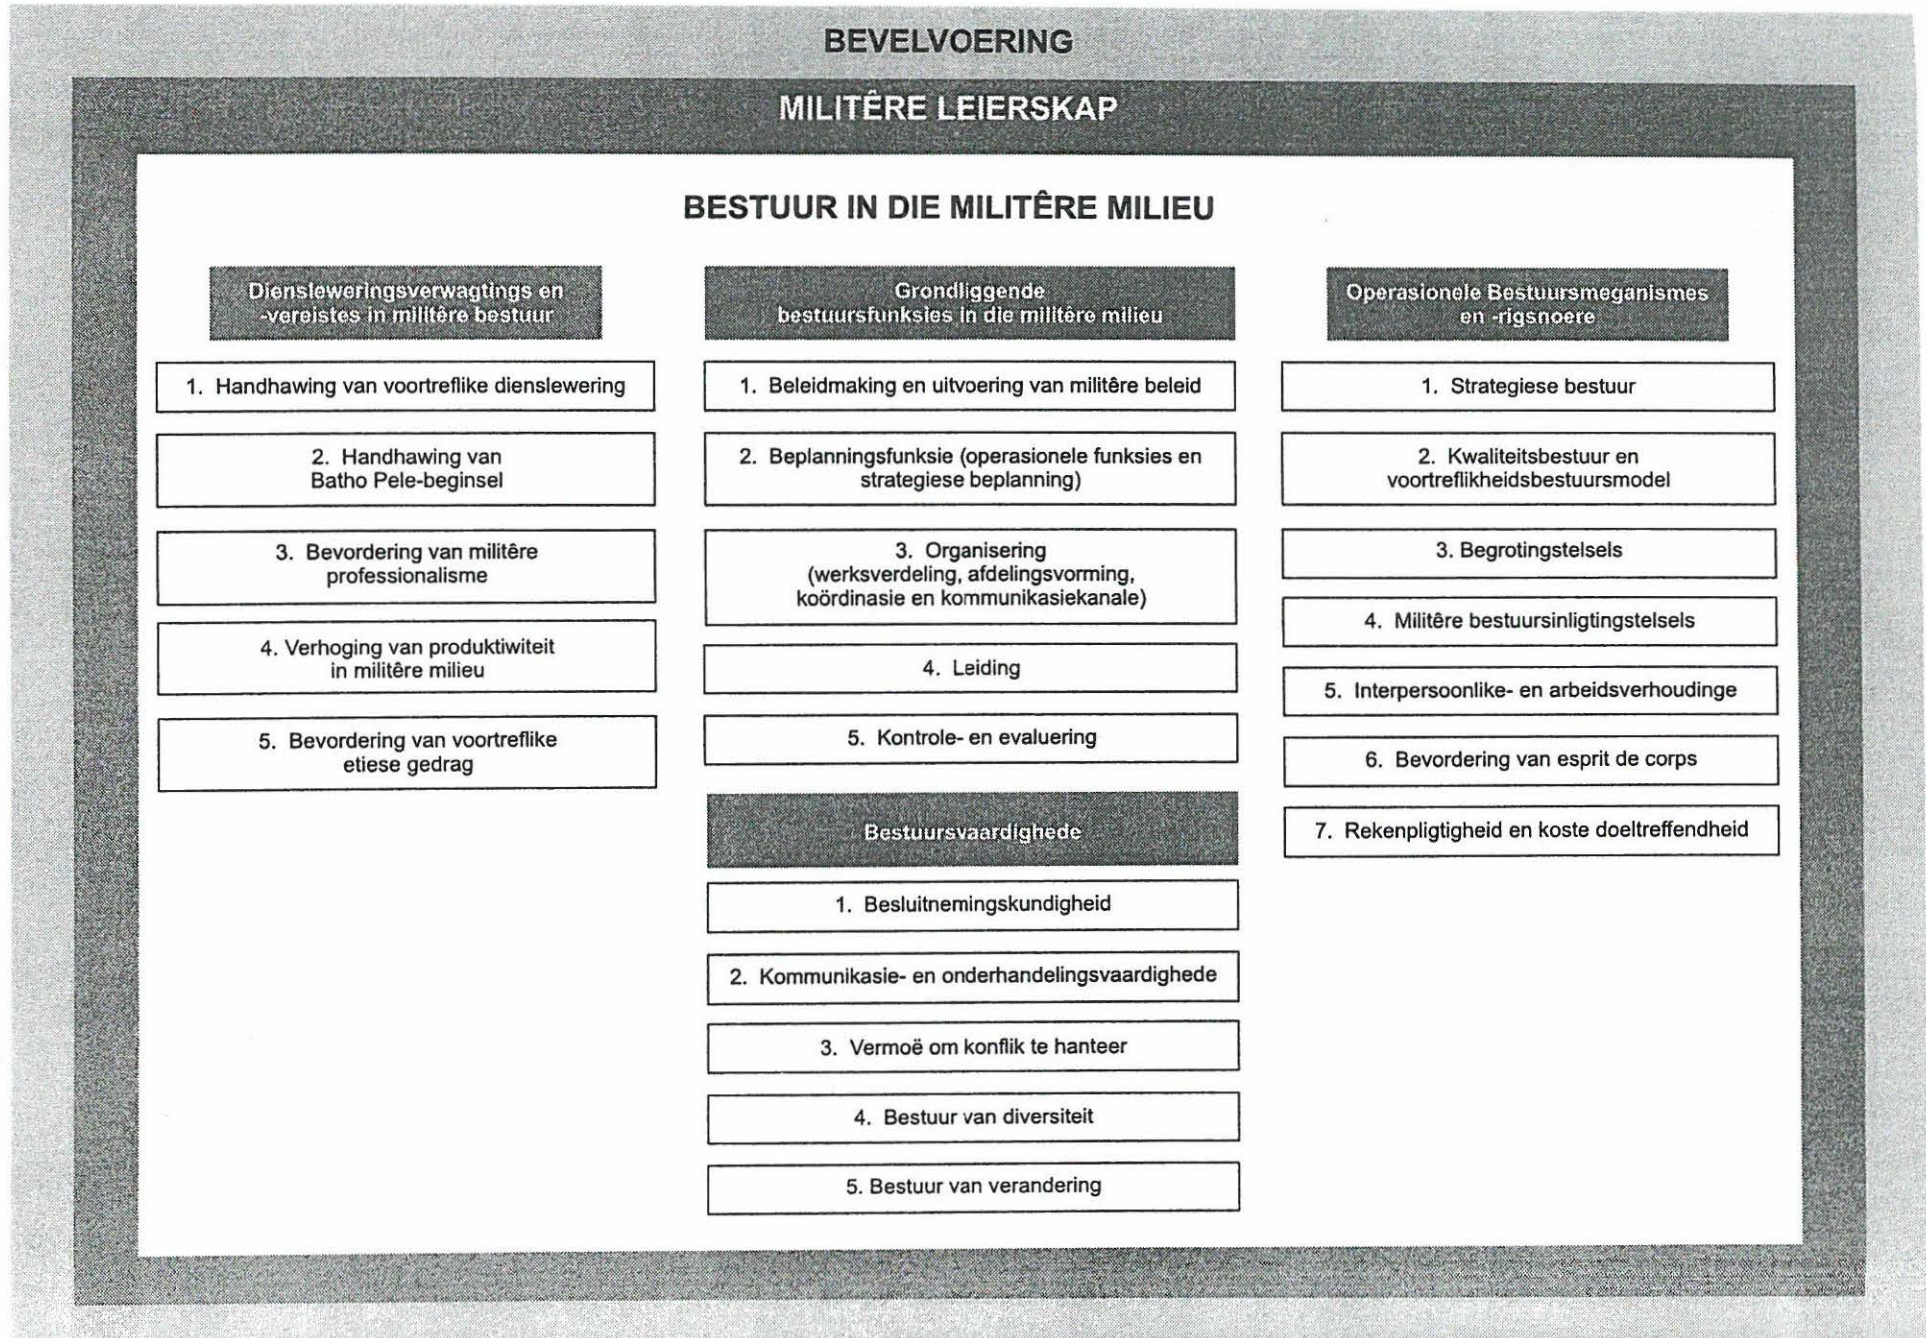 BEVELVOERING
MILITÊRE LEIERSKAP
BESTUUR IN DIE MILITÊRE MILIEU
Diensleweringsverwagtings en
-vereistes in militêre bestuur
1. Handhawing van voortreflike dienslewering
2. Handhawing van
Batho Pele-beginsel
3. Bevordering van militêre
professionalisme
4. Verhoging van produktiwiteit
in militêre milieu
5. Bevordering van voortreflike
etiese gedrag
Grondliggende
bestuursfunksies in die militêre milieu
1. Beleidmaking en uitvoering van militêre beleid
2. Beplanningsfunksie (operasionele funksies en
strategiese beplanning)
3. Organisering
(werksverdeling, afdelingsvorming,
koördinasie en kommunikasiekanale)
4. Leiding
5. Kontrole- en evaluering
Bestuursvaardighede
1. Besluitnemingskundigheid
2. Kommunikasie- en onderhandelingsvaardighede
3. Vermoë om konflik te hanteer
4. Bestuur van diversiteit
5. Bestuur van verandering
Operasionele Bestuursmeganismes
en -rigsnoere
1. Strategiese bestuur
2. Kwaliteitsbestuur en
voortreflikheidsbestuursmodel
3. Begrotingstelsels
4. Militêre bestuursinligtingstelsels
5. Interpersoonlike- en arbeidsverhoudinge
6. Bevordering van esprit de corps
7. Rekenpligtigheid en koste doeltreffendheid